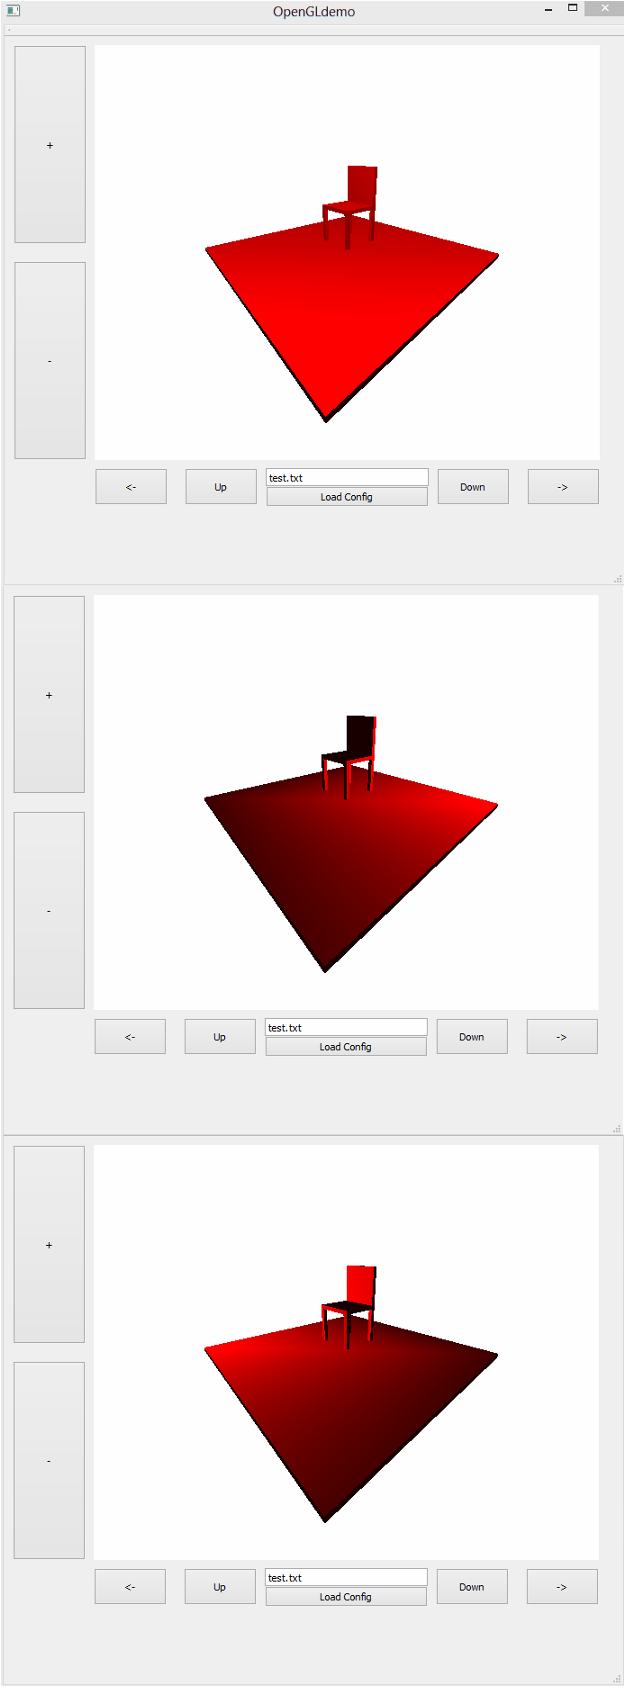 OpenGLdemo
+
-
<- Up test.txt Down ->
Load Config
+
-
<- Up test.txt Down ->
Load Config
+
-
<- Up test.txt Down ->
Load Config